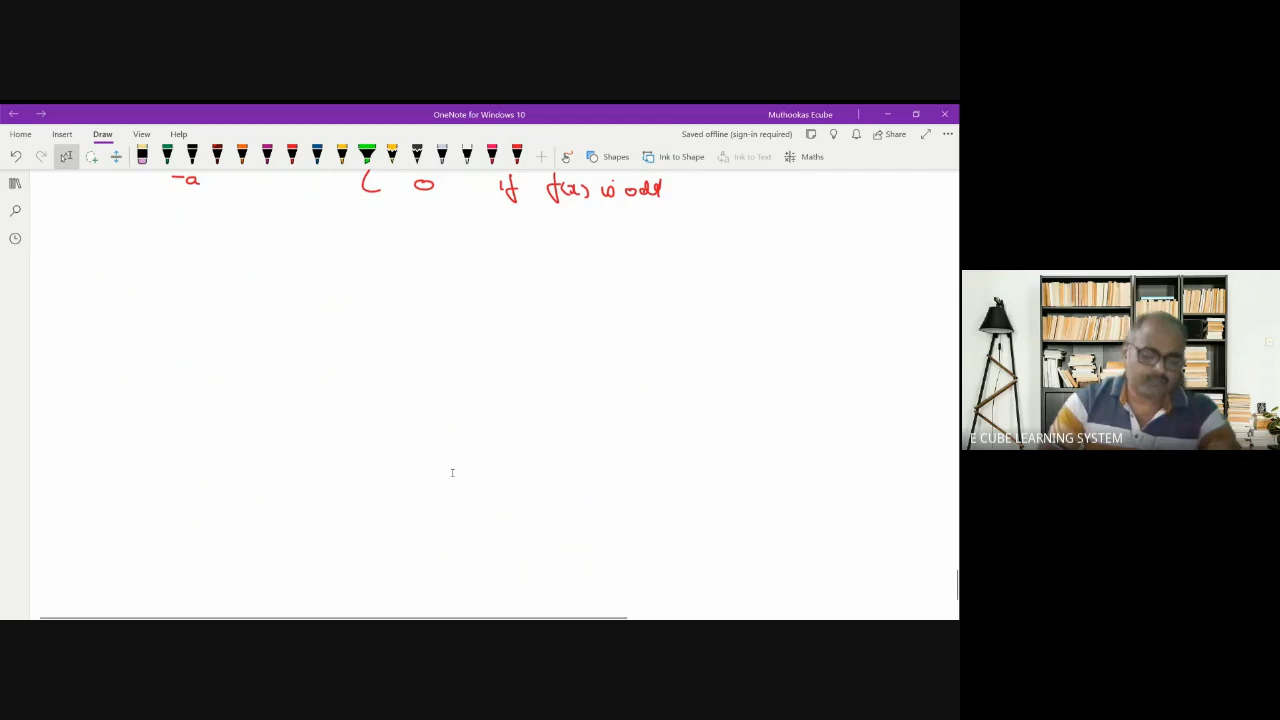 OneNote for Windows 10
Muthookas Ecube
Home Insert Draw View Help
Saved offline (sign-in required) Share
Shapes Ink to Shape Ink to Text Maths
-a 0 if f(x) is odd
E CUBE LEARNING SYSTEM